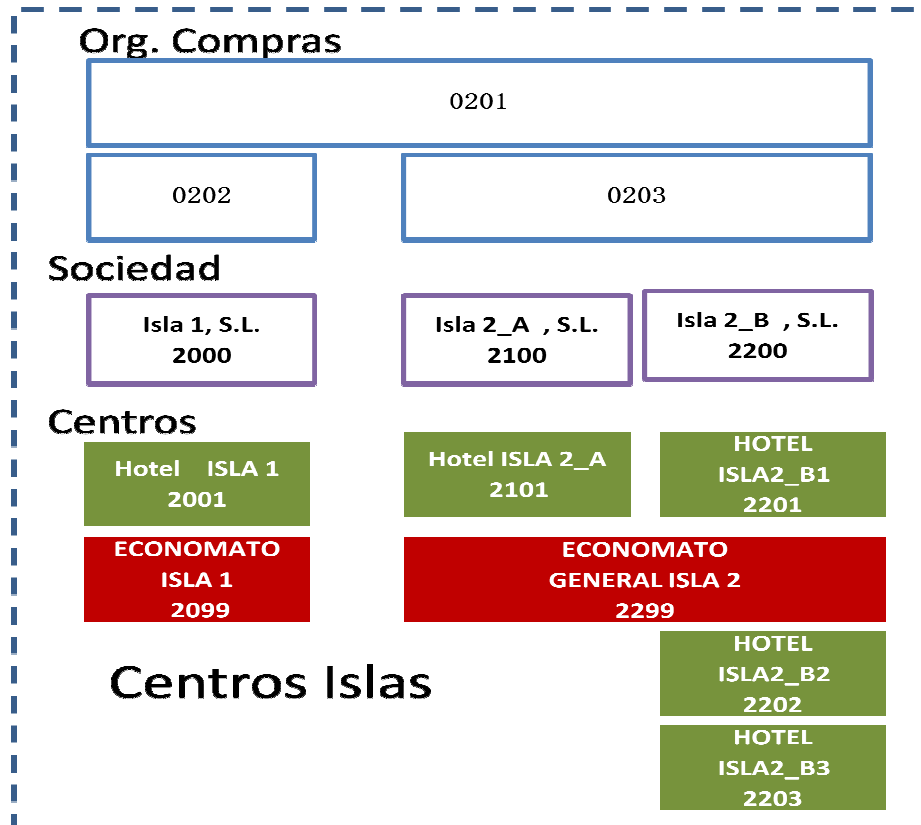 Org. Compras
0201
0202
0203
Sociedad
Isla 1, S.L.
2000
Isla 2_A , S.L.
2100
Isla 2_B , S.L.
2200
Centros
Hotel ISLA 1
2001
Hotel ISLA 2_A
2101
HOTEL
ISLA2_B1
2201
ECONOMATO
ISLA 1
2099
ECONOMATO
GENERAL ISLA 2
2299
Centros Islas
HOTEL
ISLA2_B2
2202
HOTEL
ISLA2_B3
2203